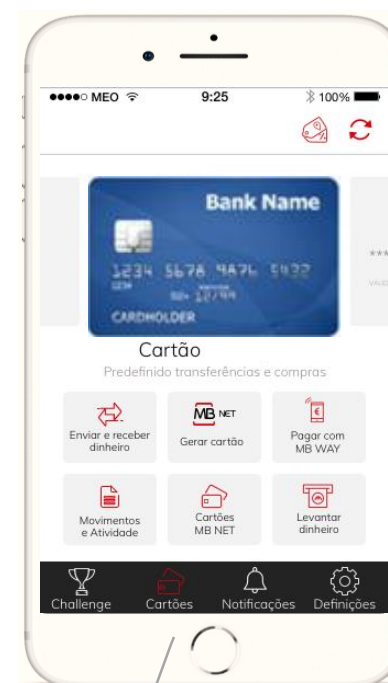 MEO 9:25 100%
Bank Name
1234 5678 9876 5432
1234
12/99
CARDHOLDER
***
Cartão
Predefinido transferências e compras
Enviar e receber
dinheiro
MB NET
Gerar cartão
€
Pagar com
MB WAY
Movimentos
e Atividade
Cartões
MB NET
Levantar
dinheiro
Challenge Cartões Notificações Definições